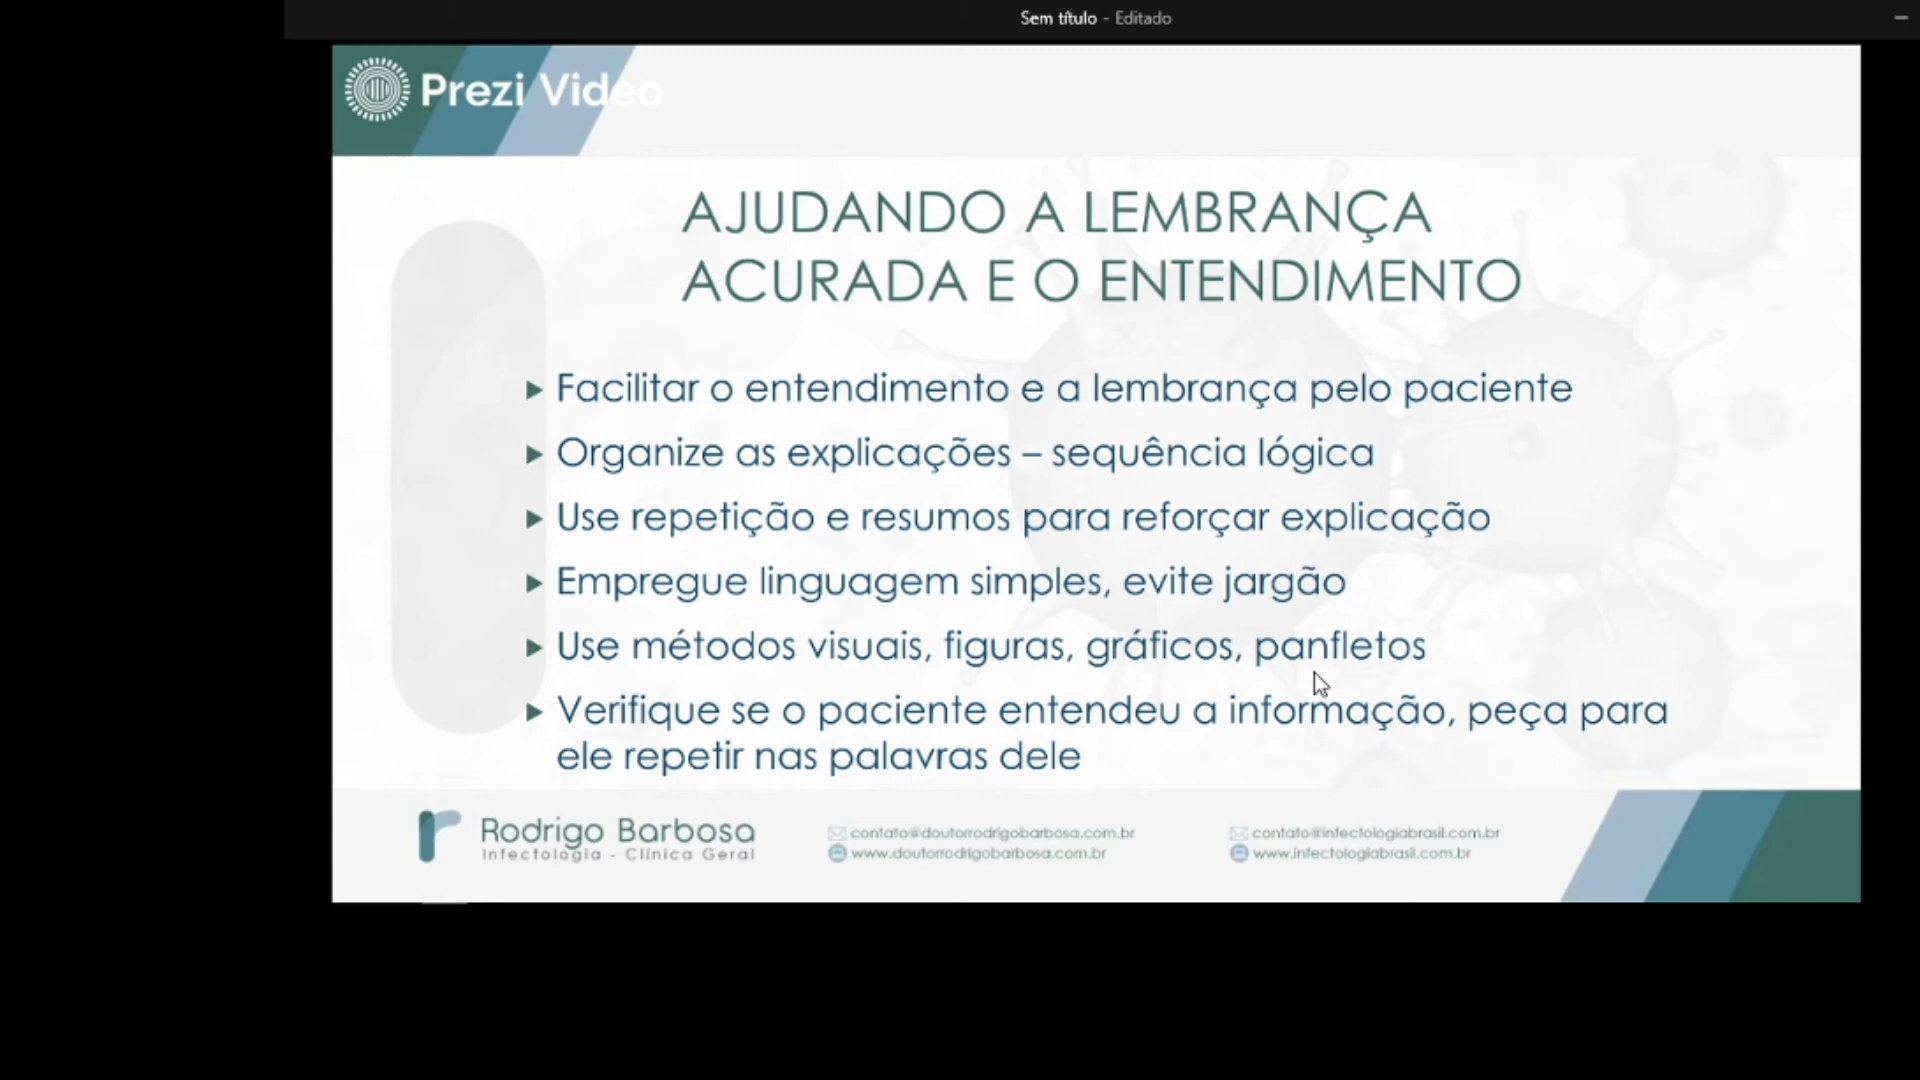 Sem título - Editado
Prezi Video
AJUDANDO A LEMBRANÇA
ACURADA E O ENTENDIMENTO
Facilitar o entendimento e a lembrança pelo paciente
Organize as explicações – sequência lógica
Use repetição e resumos para reforçar explicação
Empregue linguagem simples, evite jargão
Use métodos visuais, figuras, gráficos, panfletos
Verifique se o paciente entendeu a informação, peça para
ele repetir nas palavras dele
Rodrigo Barbosa
Infectologia - Clínica Geral
contato@doutorrodrigobarbosa.com.br
www.doutorrodrigobarbosa.com.br
contato@infectologiabrasil.com.br
www.infectologiabrasil.com.br